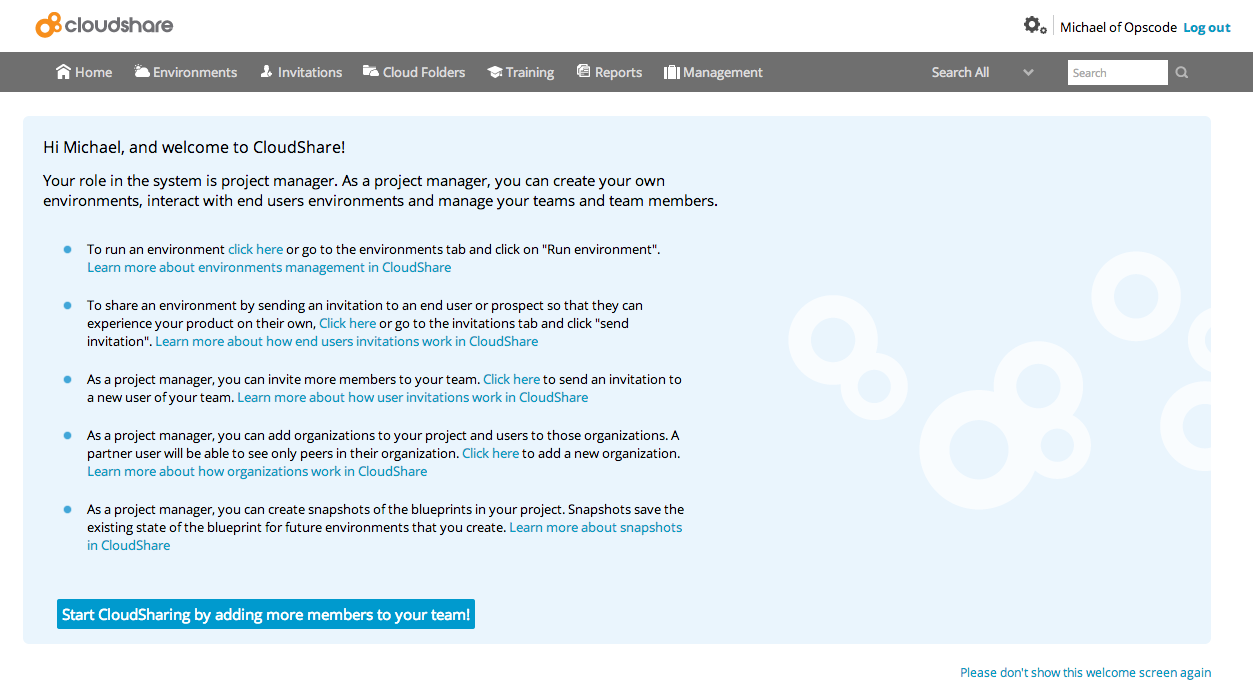 cloudshare
Michael of Opscode Log out
Home Environments Invitations Cloud Folders Training Reports Management Search All Search
Hi Michael, and welcome to CloudShare!
Your role in the system is project manager. As a project manager, you can create your own
environments, interact with end users environments and manage your teams and team members.
To run an environment click here or go to the environments tab and click on "Run environment".
Learn more about environments management in CloudShare
To share an environment by sending an invitation to an end user or prospect so that they can
experience your product on their own, Click here or go to the invitations tab and click "send
invitation". Learn more about how end users invitations work in CloudShare
As a project manager, you can invite more members to your team. Click here to send an invitation to
a new user of your team. Learn more about how user invitations work in CloudShare
As a project manager, you can add organizations to your project and users to those organizations. A
partner user will be able to see only peers in their organization. Click here to add a new organization.
Learn more about how organizations work in CloudShare
As a project manager, you can create snapshots of the blueprints in your project. Snapshots save the
existing state of the blueprint for future environments that you create. Learn more about snapshots
in CloudShare
Start CloudSharing by adding more members to your team!
Please don't show this welcome screen again